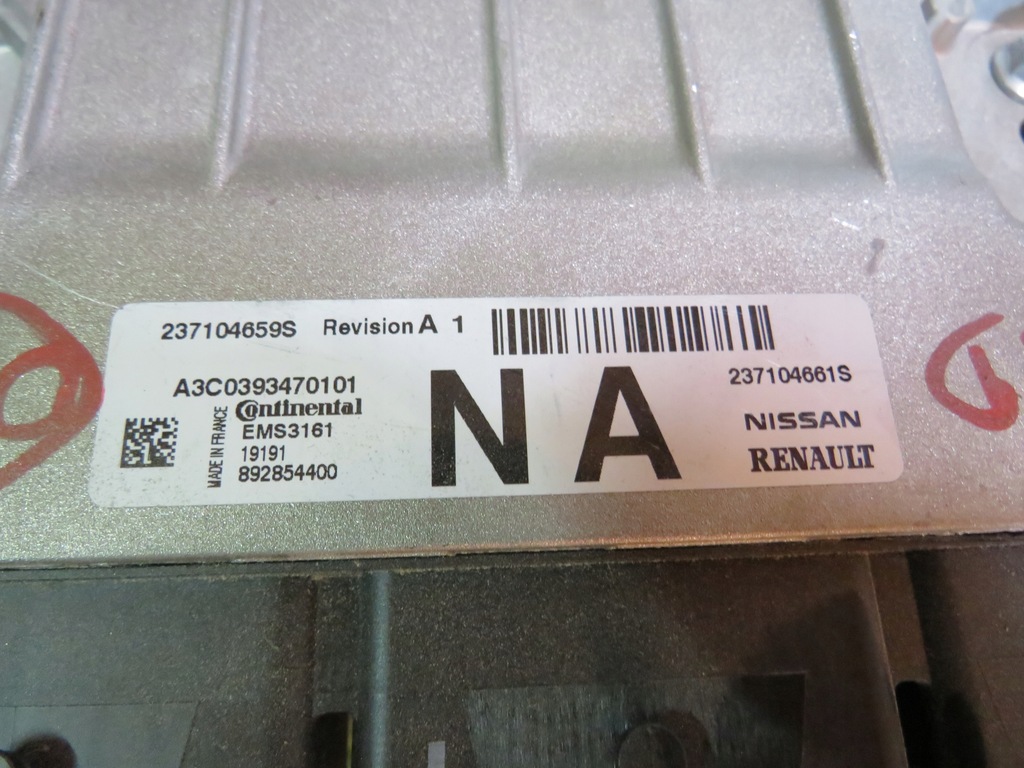 237104659S Revision A 1
A3C0393470101
237104661S
MADE IN FRANCE
Continental
EMS3161
19191
892854400
NA
NISSAN
RENAULT